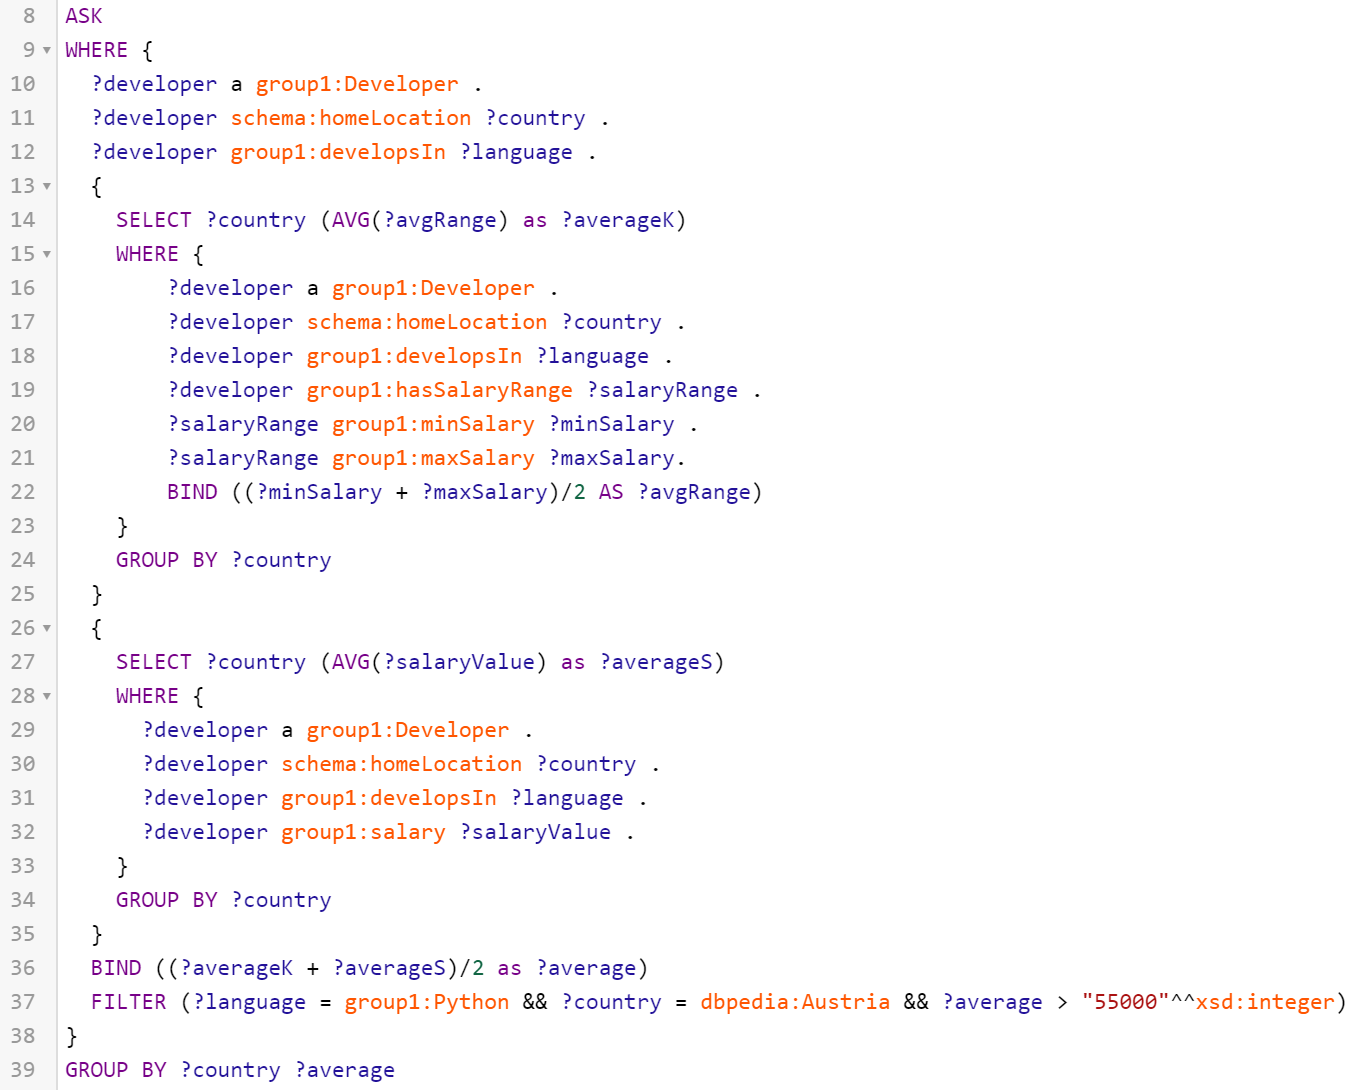 8 ASK
9 WHERE {
10 ?developer a group1:Developer .
11 ?developer schema:homeLocation ?country .
12 ?developer group1:developsIn ?language .
13 {
14 SELECT ?country (AVG(?avgRange) as ?averageK)
15 WHERE {
16 ?developer a group1:Developer .
17 ?developer schema:homeLocation ?country .
18 ?developer group1:developsIn ?language .
19 ?developer group1:hasSalaryRange ?salaryRange .
20 ?salaryRange group1:minSalary ?minSalary .
21 ?salaryRange group1:maxSalary ?maxSalary.
22 BIND ((?minSalary + ?maxSalary)/2 AS ?avgRange)
23 }
24 GROUP BY ?country
25 }
26 {
27 SELECT ?country (AVG(?salaryValue) as ?averageS)
28 WHERE {
29 ?developer a group1:Developer .
30 ?developer schema:homeLocation ?country .
31 ?developer group1:developsIn ?language .
32 ?developer group1:salary ?salaryValue .
33 }
34 GROUP BY ?country
35 }
36 BIND ((?averageK + ?averageS)/2 as ?average)
37 FILTER (?language = group1:Python && ?country = dbpedia:Austria && ?average > "55000"^^xsd:integer)
38 }
39 GROUP BY ?country ?average